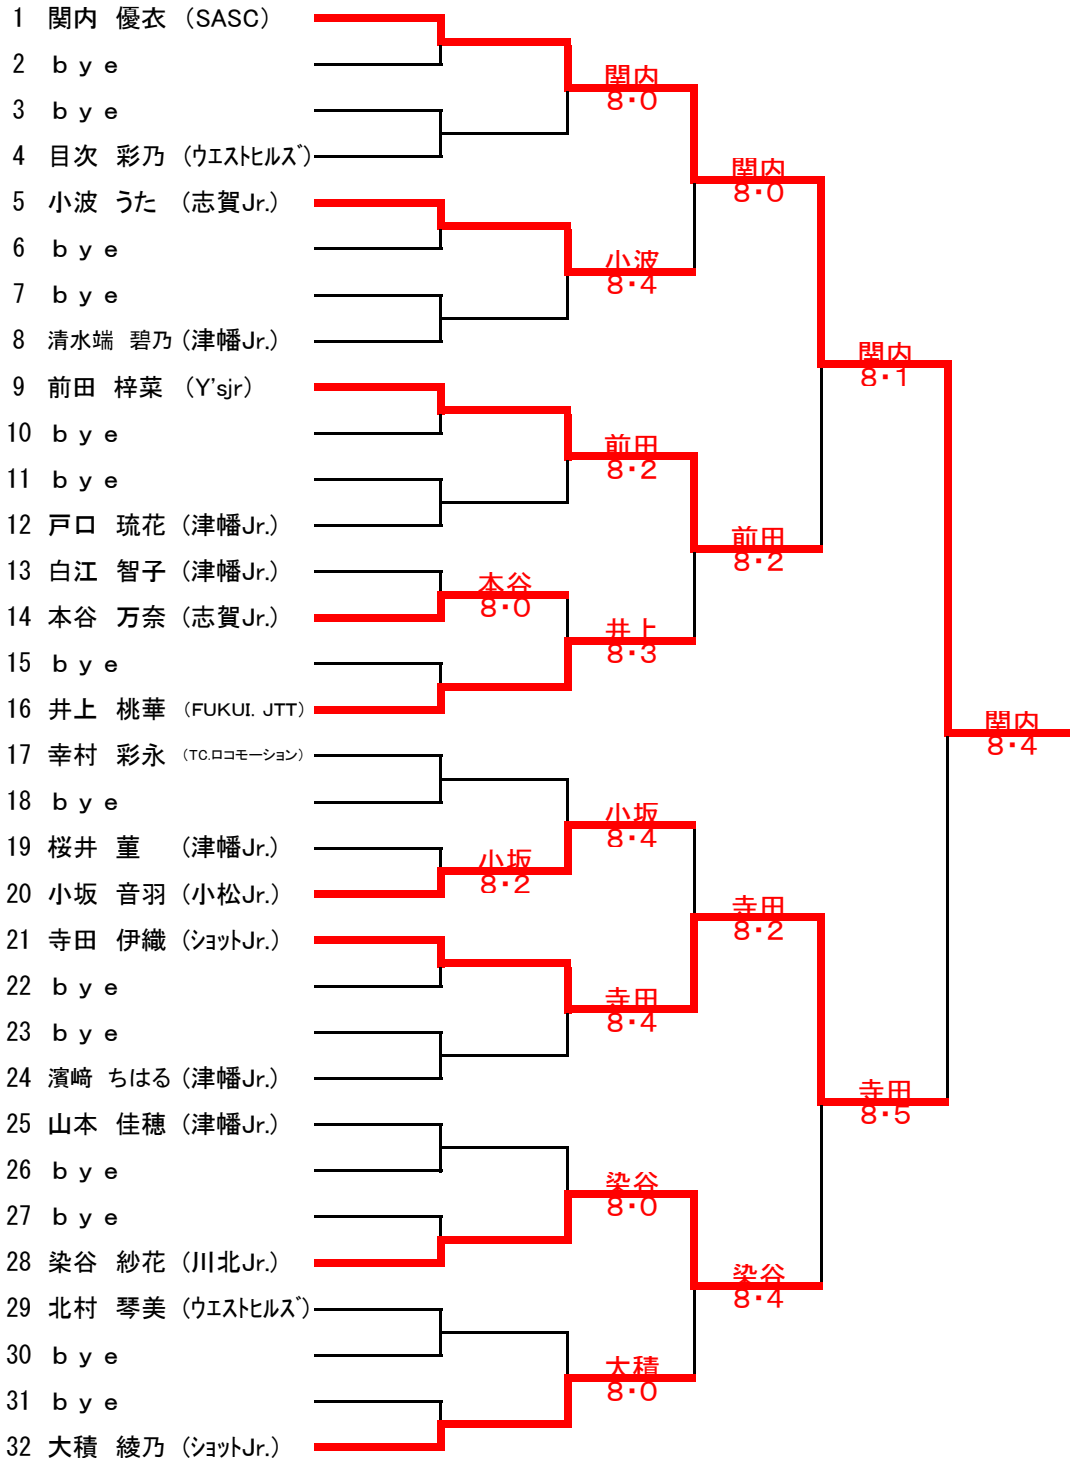 1 関内 優衣 (SASC)
2 ｂｙｅ
関内
8・0
3 ｂｙｅ
4 目次 彩乃 (ウエストヒルズ)
関内
8・0
5 小波 うた (志賀Jr.)
6 ｂｙｅ
小波
8・4
7 ｂｙｅ
8 清水端 碧乃 (津幡Jr.)
関内
8・1
9 前田 梓菜 (Y'sjr)
10 ｂｙｅ
前田
8・2
11 ｂｙｅ
12 戸口 琉花 (津幡Jr.)
前田
8・2
13 白江 智子 (津幡Jr.)
本谷
8・0
14 本谷 万奈 (志賀Jr.)
井上
8・3
15 ｂｙｅ
16 井上 桃華 (FUKUI. JTT)
関内
8・4
17 幸村 彩永 (TC.ロコモーション)
18 ｂｙｅ
小坂
8・4
19 桜井 菫 (津幡Jr.)
小坂
8・2
20 小坂 音羽 (小松Jr.)
寺田
8・2
21 寺田 伊織 (ショットJr.)
22 ｂｙｅ
寺田
8・4
23 ｂｙｅ
24 濱﨑 ちはる (津幡Jr.)
寺田
8・5
25 山本 佳穂 (津幡Jr.)
26 ｂｙｅ
染谷
8・0
27 ｂｙｅ
28 染谷 紗花 (川北Jr.)
染谷
8・4
29 北村 琴美 (ウエストヒルズ)
30 ｂｙｅ
大積
8・0
31 ｂｙｅ
32 大積 綾乃 (ショットJr.)